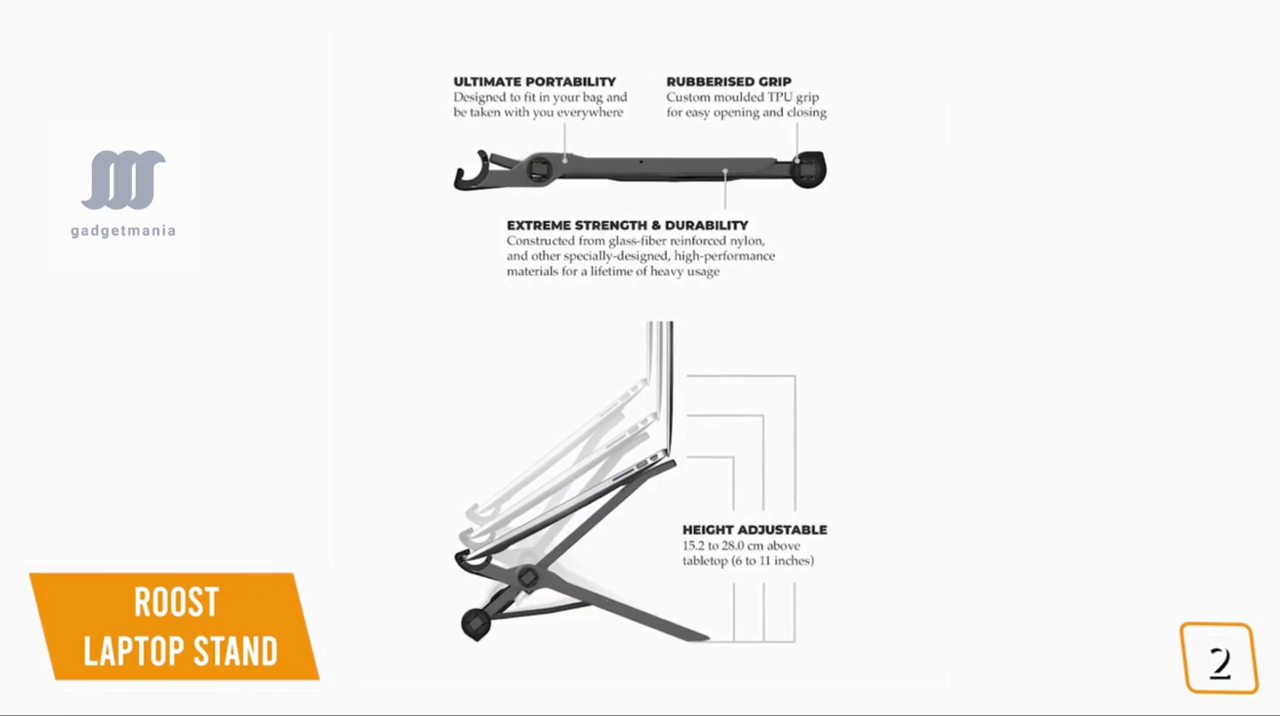 ULTIMATE PORTABILITY
Designed to fit in your bag and
be taken with you everywhere
RUBBERISED GRIP
Custom moulded TPU grip
for easy opening and closing
gadgetmania
EXTREME STRENGTH & DURABILITY
Constructed from glass-fiber reinforced nylon,
and other specially-designed, high-performance
materials for a lifetime of heavy usage
HEIGHT ADJUSTABLE
15.2 to 28.0 cm above
tabletop (6 to 11 inches)
ROOST
LAPTOP STAND
2